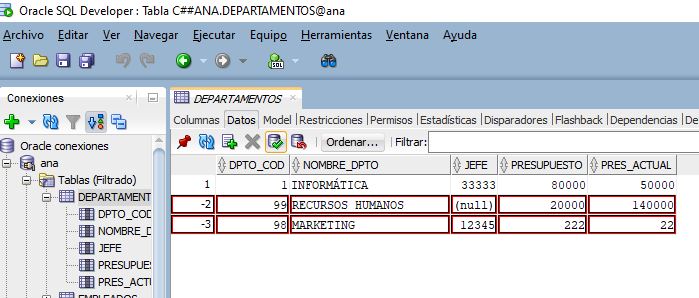 Oracle SQL Developer : Tabla C##ANA.DEPARTAMENTOS@ana
Archivo Editar Ver Navegar Ejecutar Equipo Herramientas Ventana Ayuda
SQL
Conexiones
Oracle conexiones
ana
Tablas (Filtrado)
DEPARTAMENT
DPTO_COD
NOMBRE_D
JEFE
PRESUPUES
PRES_ACTU
EMPLEADOS
DEPARTAMENTOS
Columnas Datos Model Restricciones Permisos Estadísticas Disparadores Flashback Dependencias De
Ordenar... Filtrar:
DPTO_COD NOMBRE_DPTO JEFE PRESUPUESTO PRES_ACTUAL
1 1 INFORMÁTICA 33333 80000 50000
-2 99 RECURSOS HUMANOS (null) 20000 140000
-3 98 MARKETING 12345 222 22